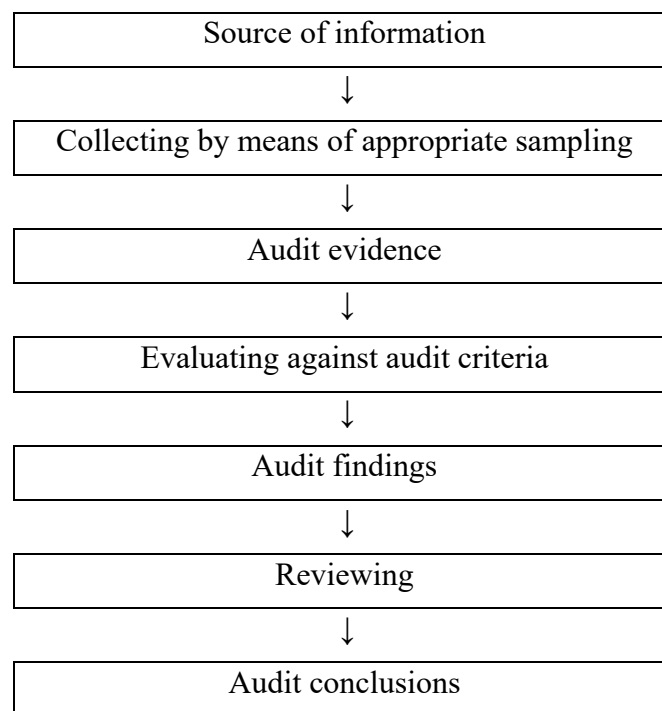 Source of information
↓
Collecting by means of appropriate sampling
↓
Audit evidence
↓
Evaluating against audit criteria
↓
Audit findings
↓
Reviewing
↓
Audit conclusions